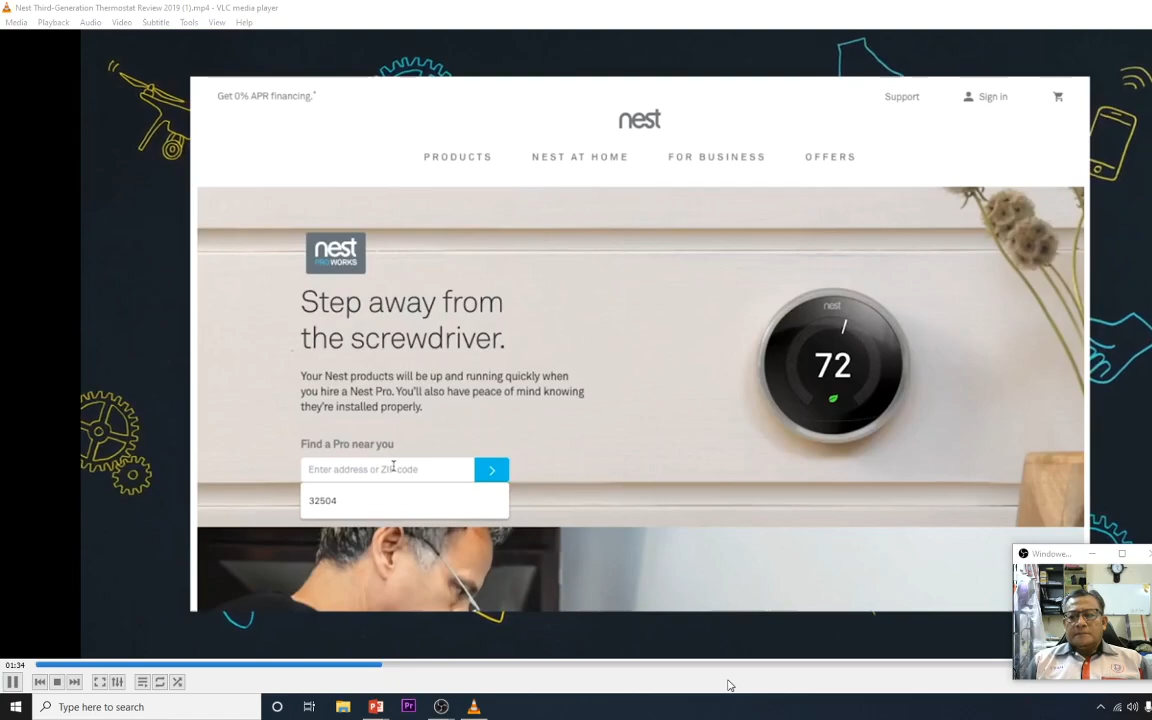 Nest Third-Generation Thermostat Review 2019 (1).mp4 - VLC media player
Media Playback Audio Video Subtitle Tools View Help
Get 0% APR financing.*
Support
Sign in
nest
PRODUCTS
NEST AT HOME
FOR BUSINESS
OFFERS
nest
PRO WORKS
Step away from
the screwdriver.
nest
72
Your Nest products will be up and running quickly when
you hire a Nest Pro. You'll also have peace of mind knowing
they're installed properly.
Find a Pro near you
Enter address or ZIP code
32504
Windowe...
01:34
Type here to search